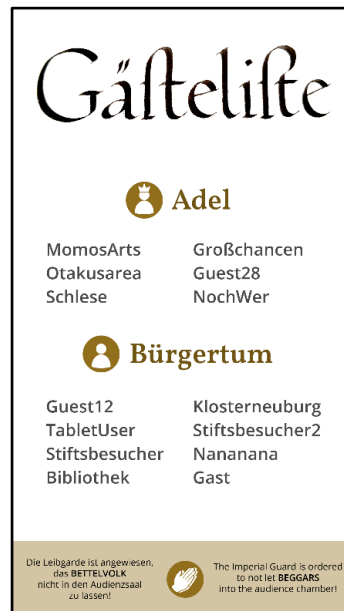 Gäſteliſte
Adel
MomosArts
Otakusarea
Schlese
Großchancen
Guest28
NochWer
Bürgertum
Guest12
TabletUser
Stiftsbesucher
Bibliothek
Klosterneuburg
Stiftsbesucher2
Nananana
Gast
Die Leibgarde ist angewiesen,
das BETTELVOLK
nicht in den Audienzsaal
zu lassen!
The Imperial Guard is ordered
to not let BEGGARS
into the audience chamber!